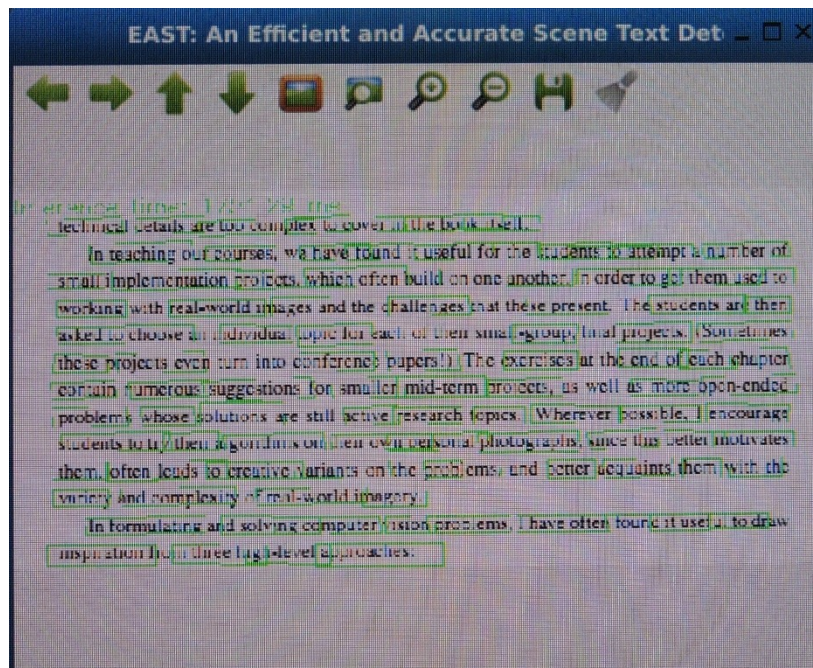 EAST: An Efficient and Accurate Scene Text Det
technical details are too complex to cover in the book itself.
In teaching our courses, we have found it useful for the students to attempt a number of
small implementation projects, which often build on one another, in order to get them used to
working with real-world images and the challenges that these present. The students are then
asked to choose an individual topic for each of their small-group, final projects. (Sometimes
these projects even turn into conference papers!) The exercises at the end of each chapter
contain numerous suggestions for smaller mid-term projects, as well as more open-ended
problems whose solutions are still active research topics. Wherever possible, I encourage
students to try their algorithms on their own personal photographs, since this better motivates
them, often leads to creative variants on the problems, and better acquaints them with the
variety and complexity of real-world imagery.
In formulating and solving computer vision problems, I have often found it useful to draw
inspiration from three high-level approaches: